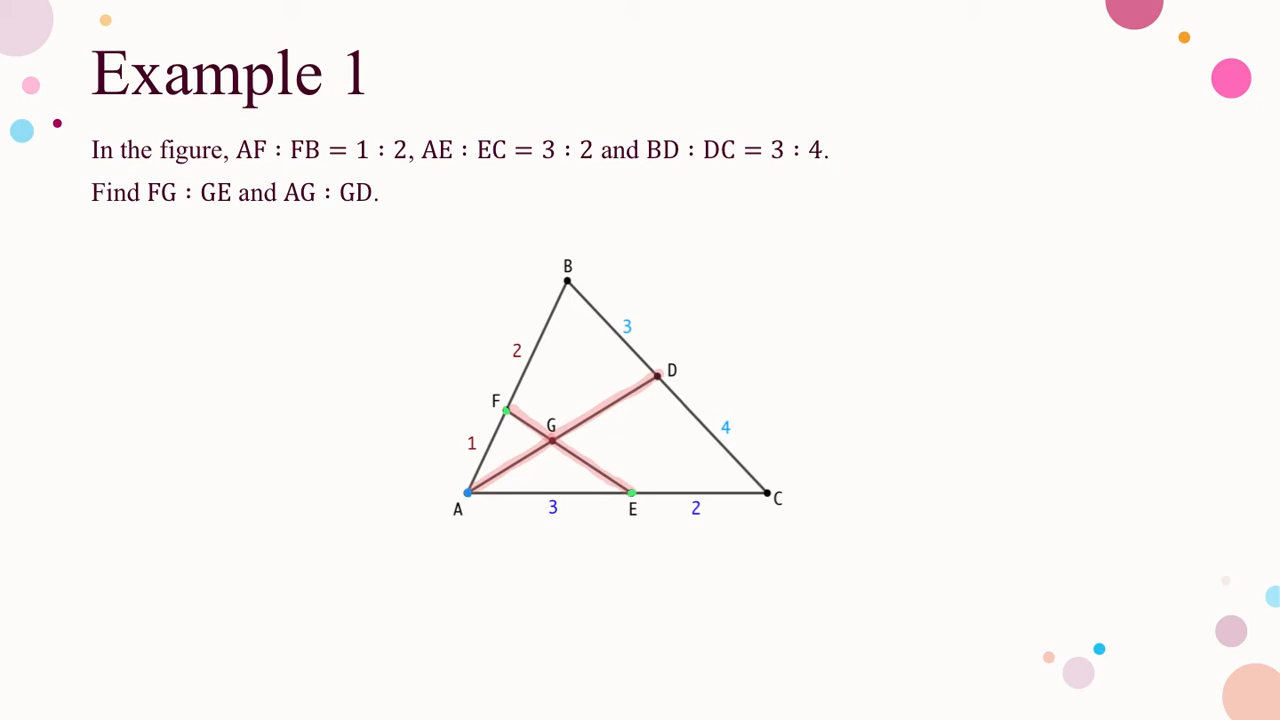 Example 1
In the figure, AF : FB = 1 : 2, AE : EC = 3 : 2 and BD : DC = 3 : 4.
Find FG : GE and AG : GD.
B
3
2
D
F
G
4
1
A
3
E
2
C